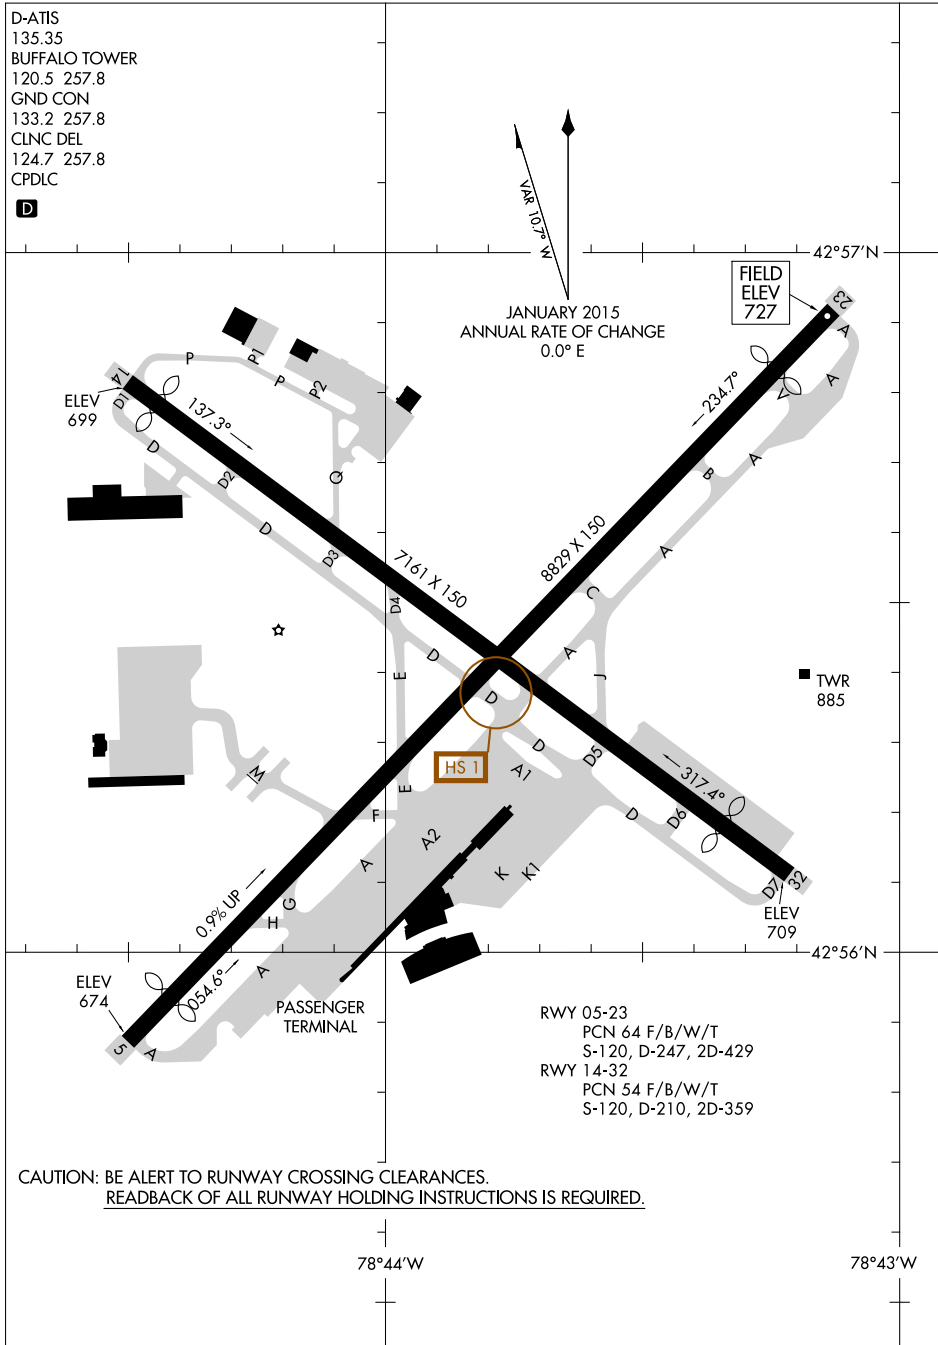 D-ATIS
135.35
BUFFALO TOWER
120.5 257.8
GND CON
133.2 257.8
CLNC DEL
124.7 257.8
CPDLC
D
VAR 10.7° W
JANUARY 2015
ANNUAL RATE OF CHANGE
0.0° E
42°57'N
FIELD
ELEV
727
23
A
A
V
234.7°
P
P1
P
P2
14
D1
ELEV
699
137.3°
D
D2
Q
B
A
D
D3
7161 X 150
8829 X 150
A
D4
C
D
E
A
J
TWR
885
D
HS 1
D
A1
D5
317.4°
M
E
F
A2
D
D6
A
K
K1
D7
32
ELEV
709
0.9% UP
G
H
42°56'N
A
054.6°
ELEV
674
5
A
PASSENGER
TERMINAL
RWY 05-23
PCN 64 F/B/W/T
S-120, D-247, 2D-429
RWY 14-32
PCN 54 F/B/W/T
S-120, D-210, 2D-359
CAUTION: BE ALERT TO RUNWAY CROSSING CLEARANCES.
READBACK OF ALL RUNWAY HOLDING INSTRUCTIONS IS REQUIRED.
78°44'W
78°43'W